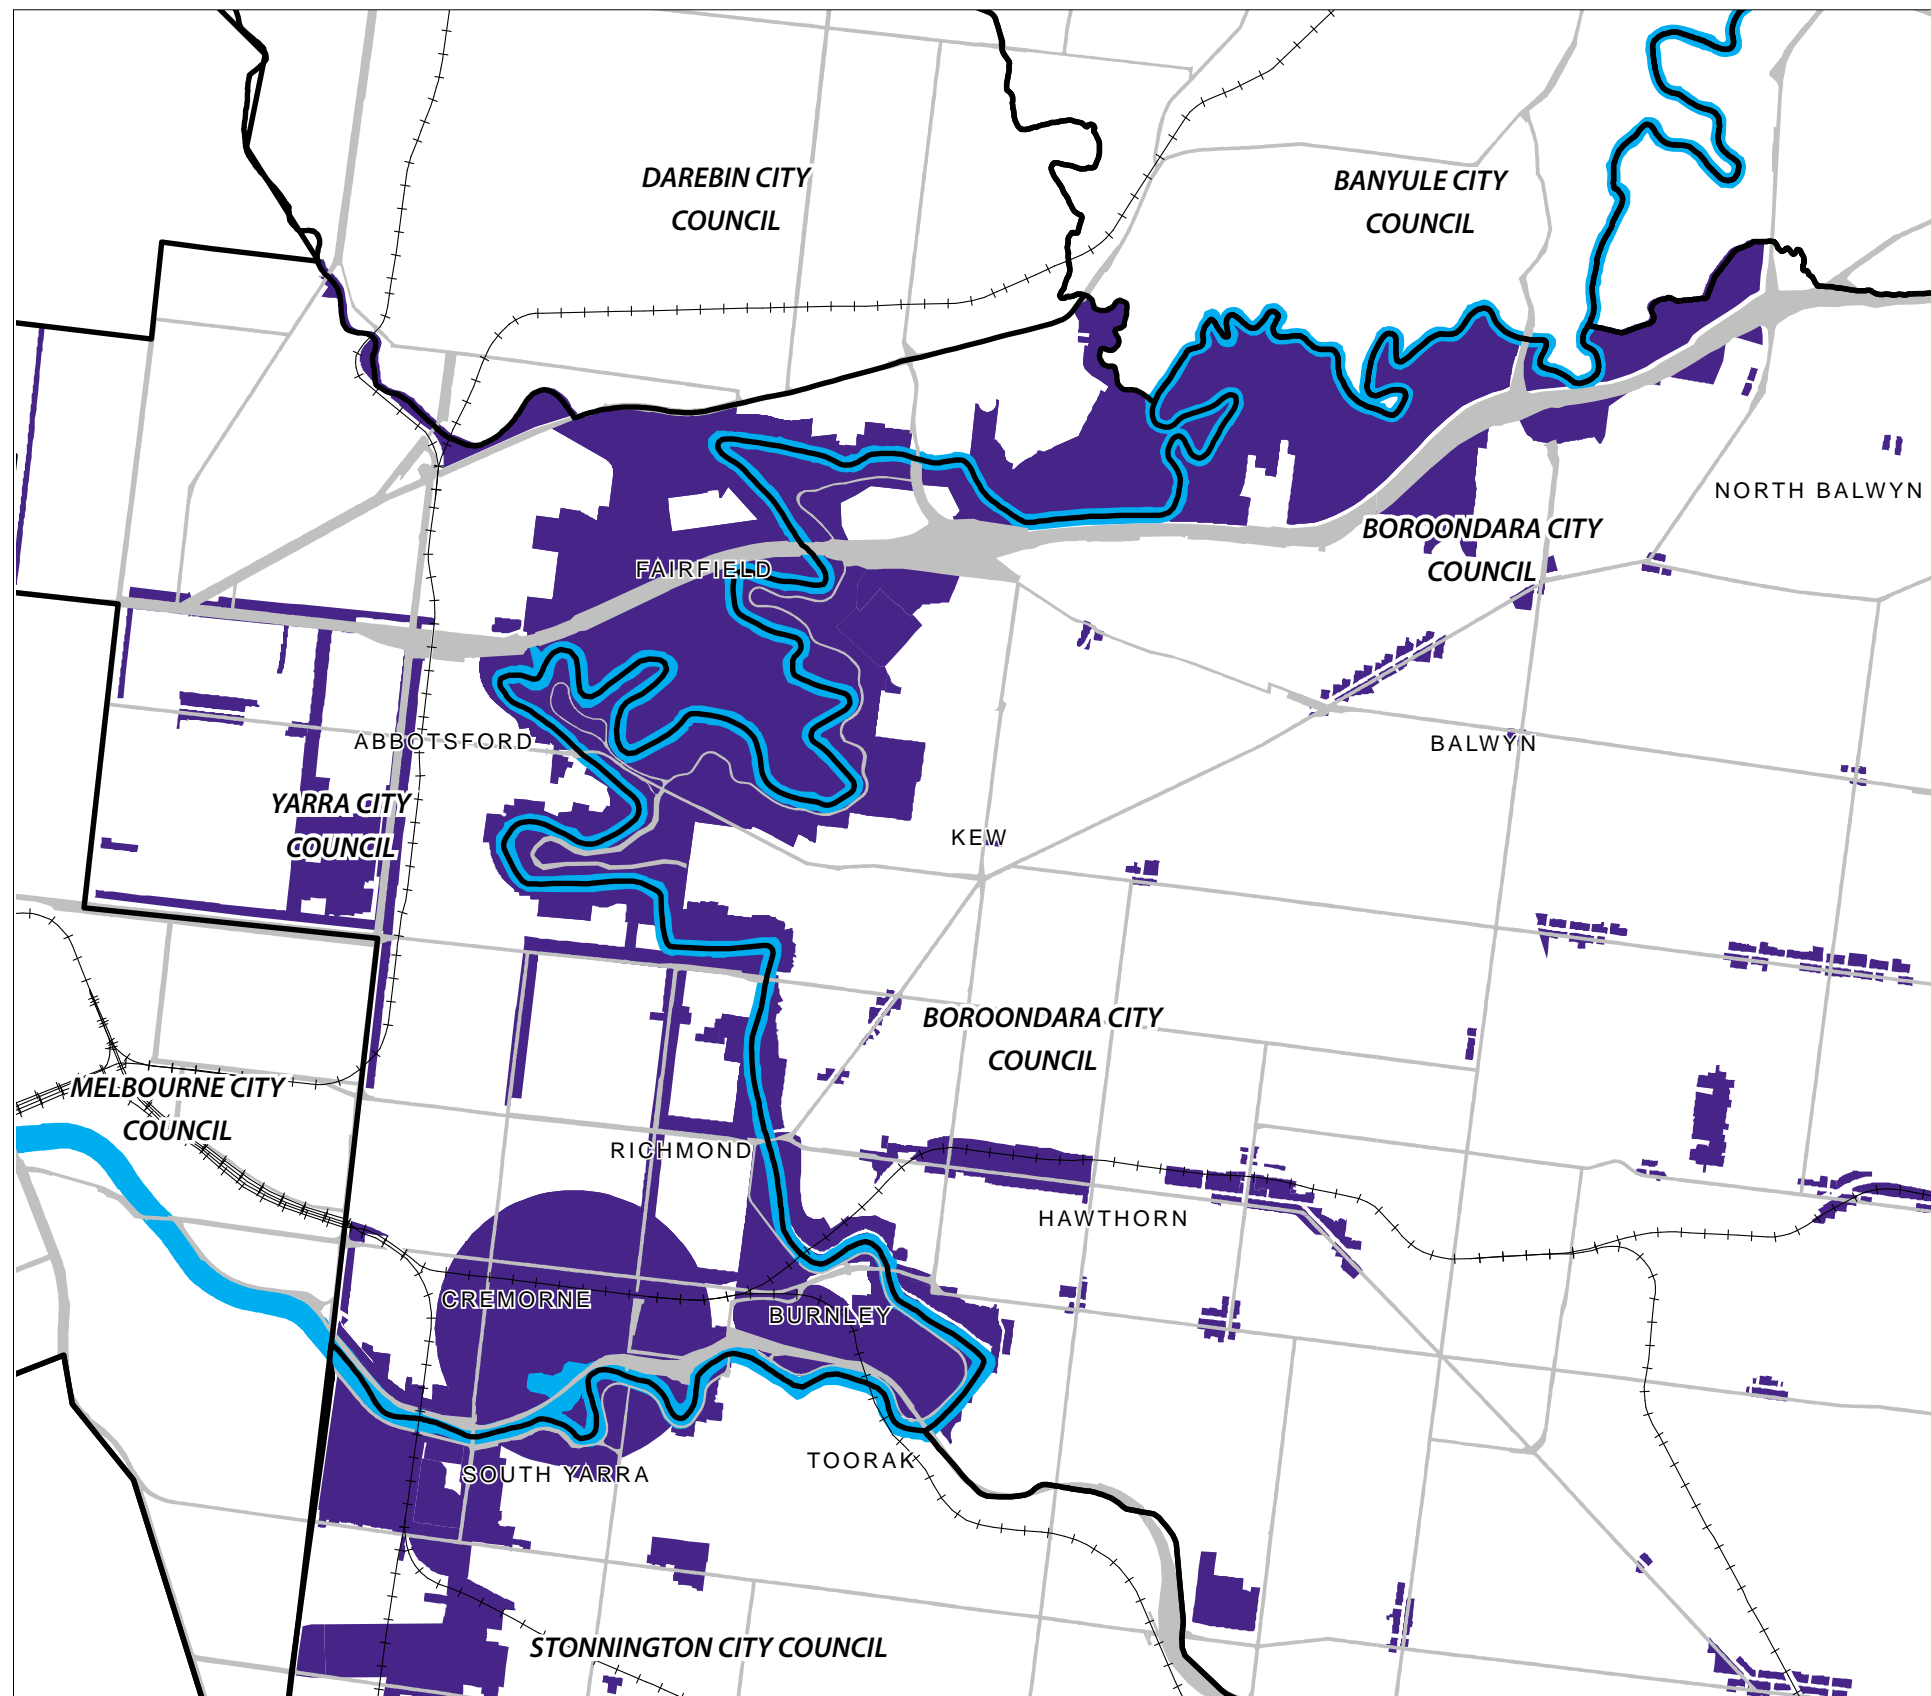 DAREBIN CITY
COUNCIL
BANYULE CITY
COUNCIL
NORTH BALWYN
BOROONDARA CITY
COUNCIL
FAIRFIELD
ABBOTSFORD
BALWYN
YARRA CITY
COUNCIL
KEW
BOROONDARA CITY
COUNCIL
MELBOURNE CITY
COUNCIL
RICHMOND
HAWTHORN
CREMORNE
BURNLEY
TOORAK
SOUTH YARRA
STONNINGTON CITY COUNCIL